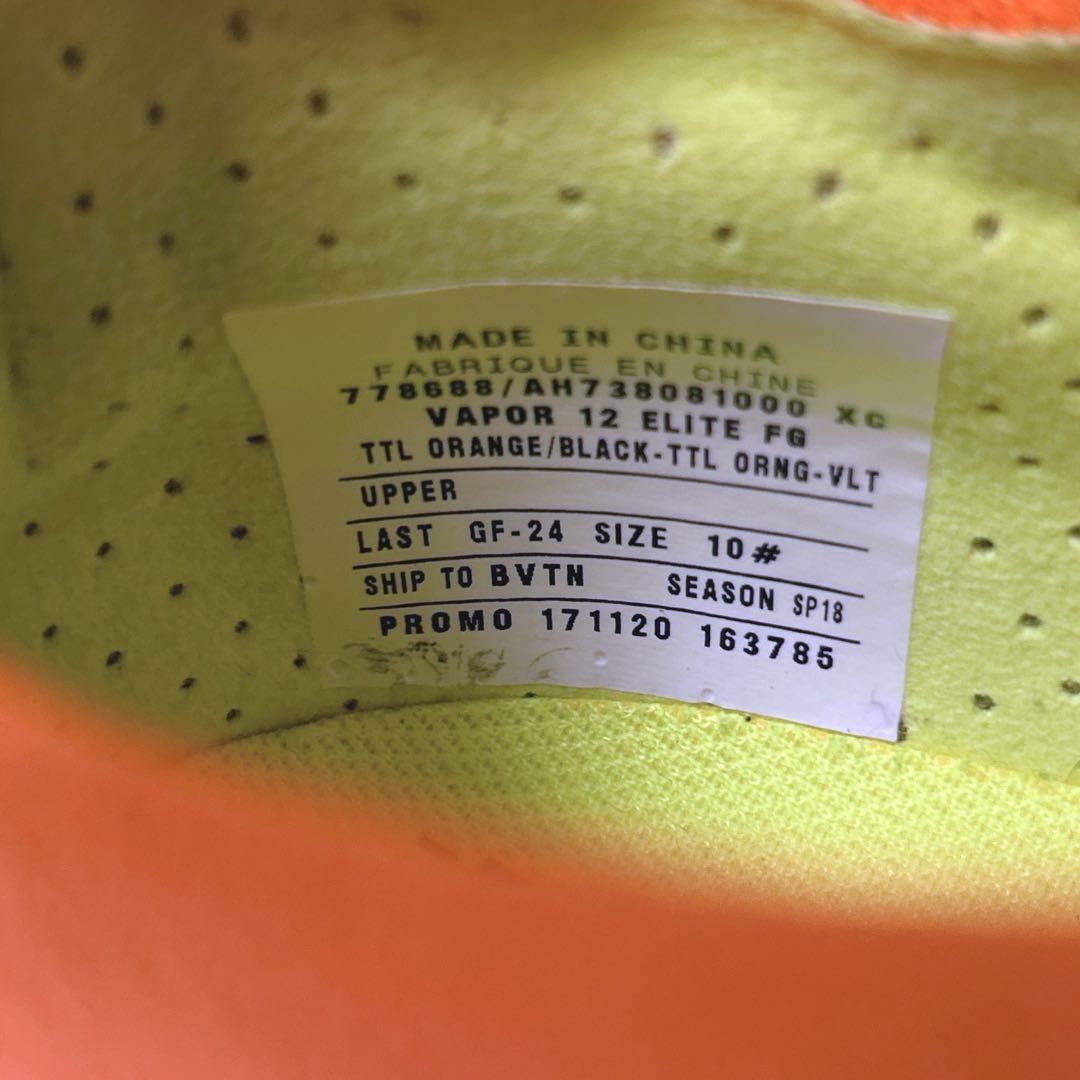 MADE IN CHINA
FABRIQUE EN CHINE
778688/AH738081000 XC
VAPOR 12 ELITE FG
TTL ORANGE/BLACK-TTL ORNG-VLT
UPPER
LAST GF-24 SIZE 10#
SHIP TO BVTN SEASON SP18
PROMO 171120 163785